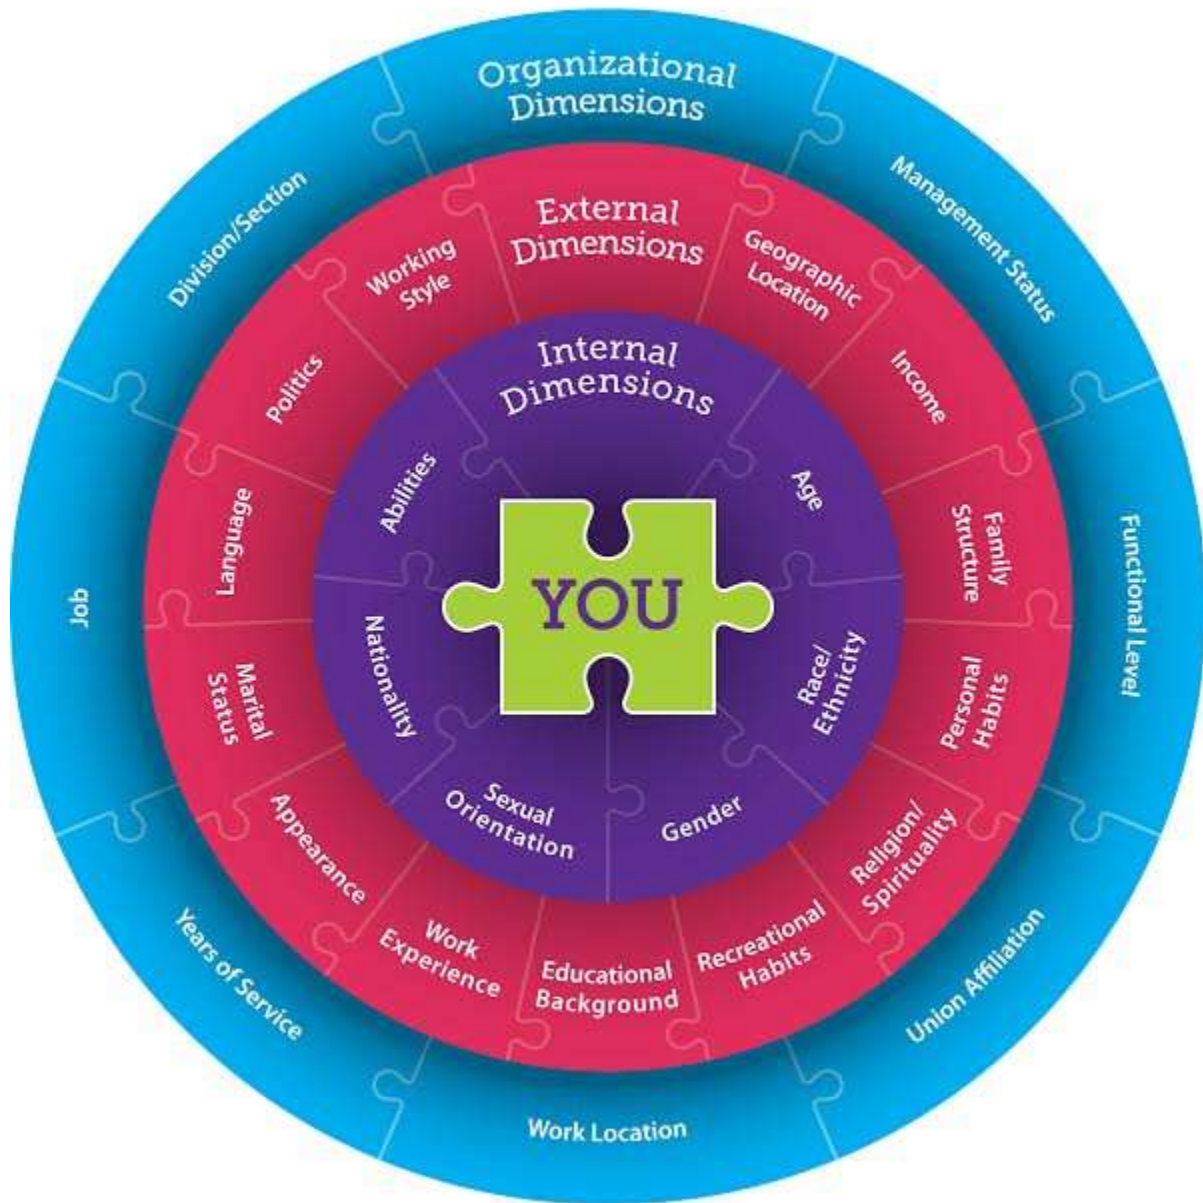 Organizational
Dimensions
Management Status
Functional Level
Union Affiliation
Work Location
Years of Service
Job
Division/Section
External
Dimensions
Geographic
Location
Income
Family
Structure
Personal
Habits
Religion/
Spirituality
Recreational
Habits
Educational
Background
Work
Experience
Appearance
Marital
Status
Language
Politics
Working
Style
Internal
Dimensions
Age
Race/
Ethnicity
Gender
Sexual
Orientation
Nationality
Abilities
YOU